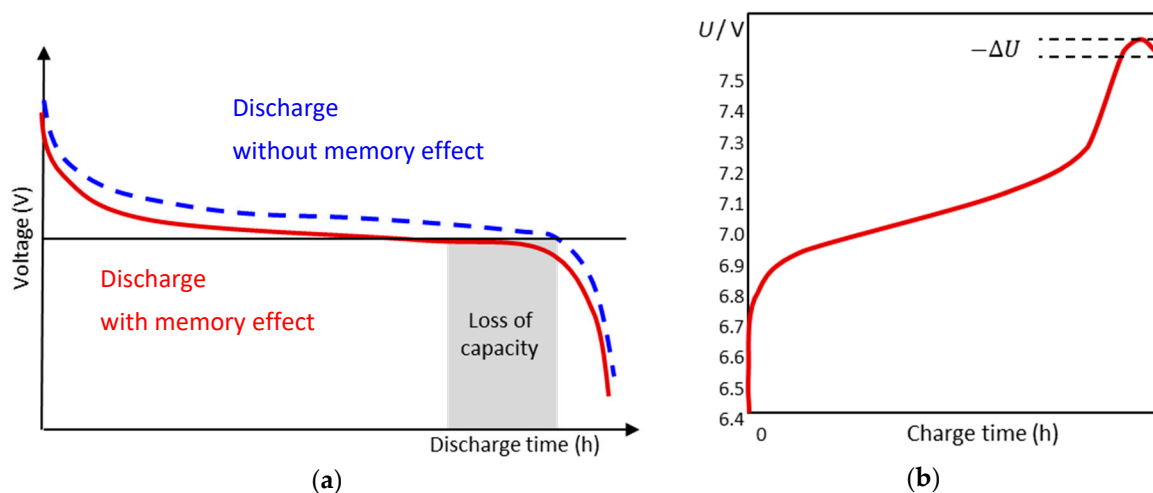 Voltage (V)
Discharge
without memory effect
Discharge
with memory effect
Loss of
capacity
Discharge time (h)
(a)
U / V
−ΔU
7.5
7.4
7.3
7.2
7.1
7.0
6.9
6.8
6.7
6.6
6.5
6.4
0
Charge time (h)
(b)